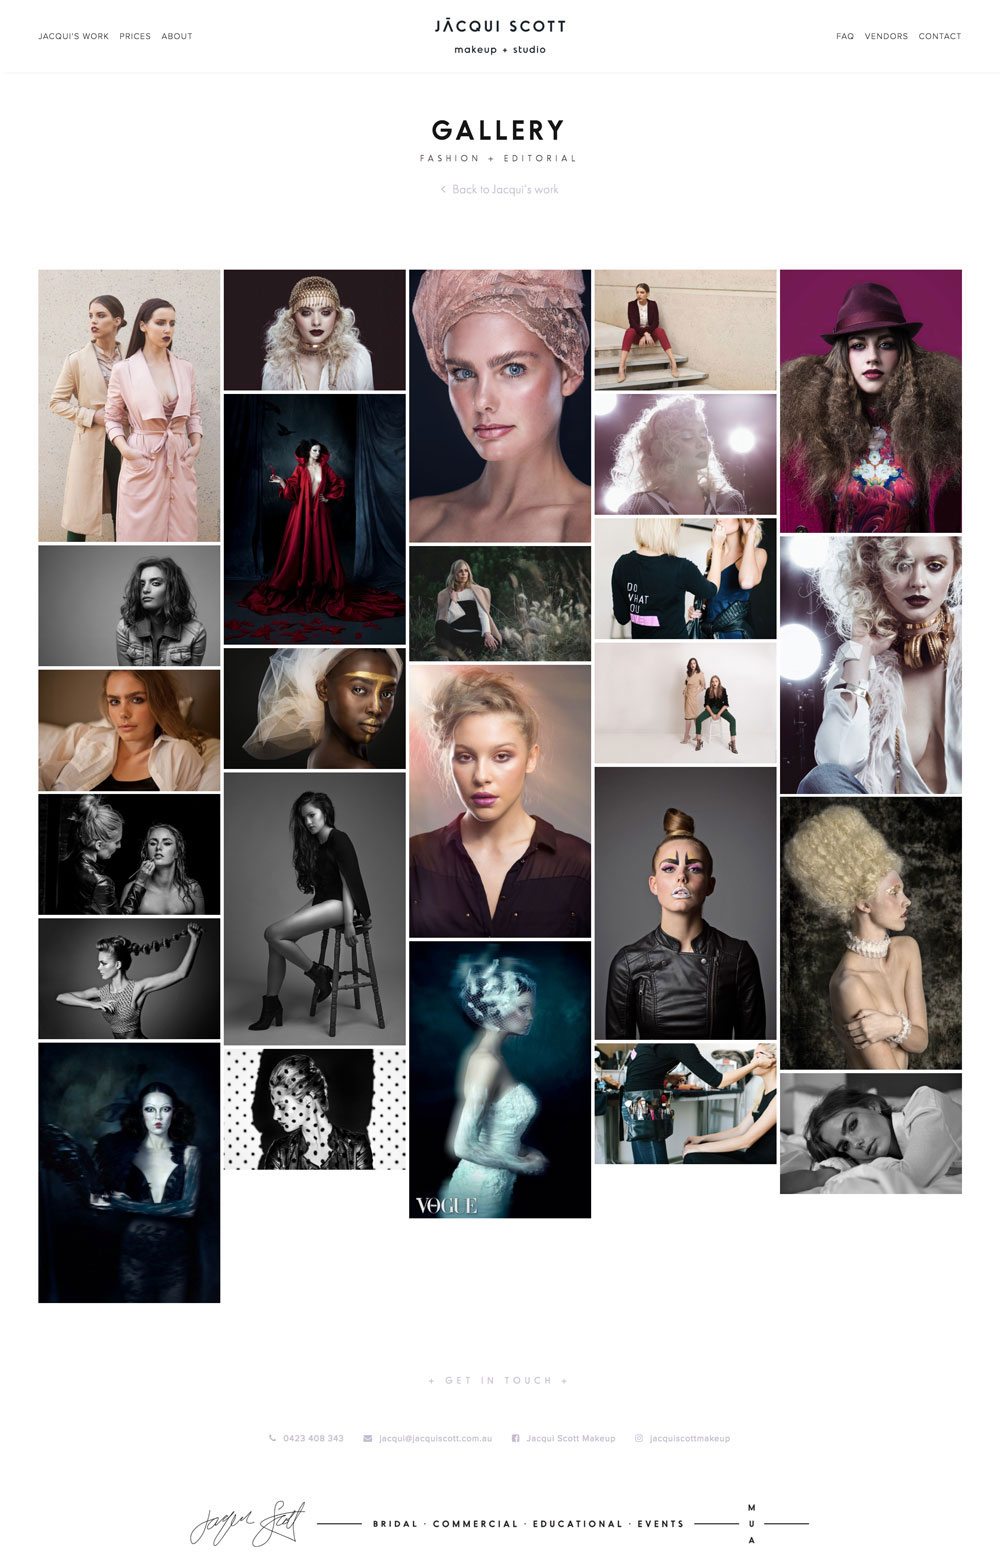 JACQUI'S WORK PRICES ABOUT
JĀCQUI SCOTT
makeup + studio
FAQ VENDORS CONTACT
GALLERY
FASHION + EDITORIAL
< Back to Jacqui's work
DO
WHAT
YOU
VOGUE
+ GET IN TOUCH +
0423 408 343 jacqui@jacquiscott.com.au Jacqui Scott Makeup jacquiscottmakeup
Jacqui Scott
BRIDAL · COMMERCIAL · EDUCATIONAL · EVENTS
M
U
A